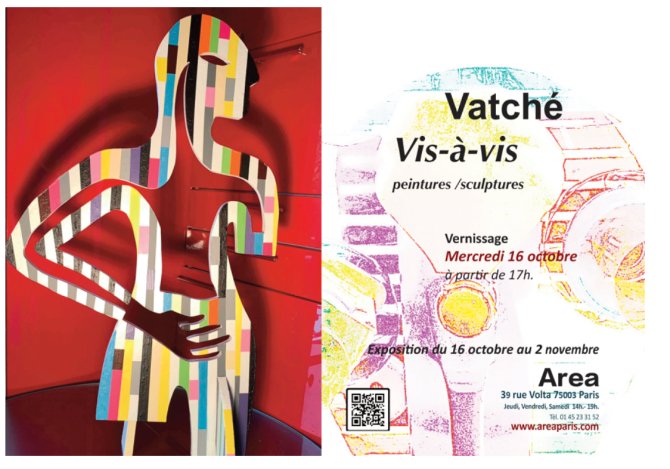 Vatché
Vis-à-vis
peintures /sculptures
Vernissage
Mercredi 16 octobre
à partir de 17h.
Exposition du 16 octobre au 2 novembre
Area
39 rue Volta 75003 Paris
Jeudi, Vendredi, Samedi 14h.- 19h.
Tél. 01 45 23 31 52
www.areaparis.com